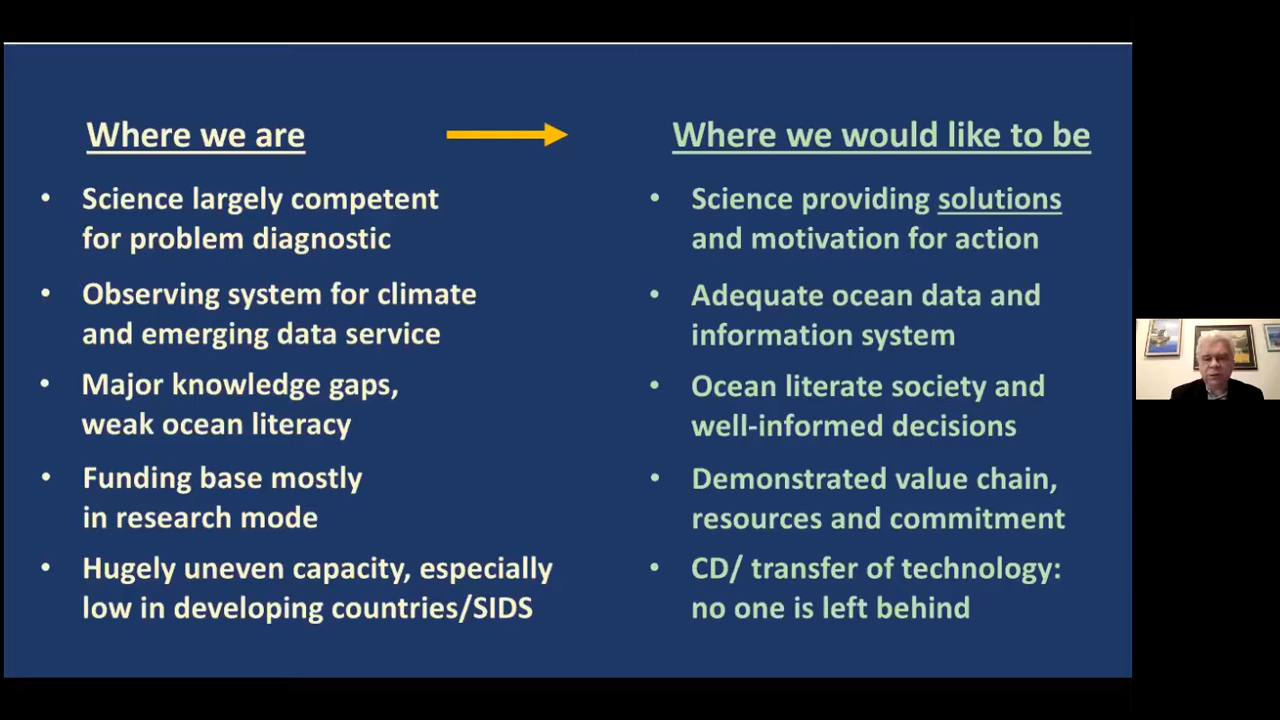 Where we are
• Science largely competent
for problem diagnostic
• Observing system for climate
and emerging data service
• Major knowledge gaps,
weak ocean literacy
• Funding base mostly
in research mode
• Hugely uneven capacity, especially
low in developing countries/SIDS
Where we would like to be
• Science providing solutions
and motivation for action
• Adequate ocean data and
information system
• Ocean literate society and
well-informed decisions
• Demonstrated value chain,
resources and commitment
• CD/ transfer of technology:
no one is left behind